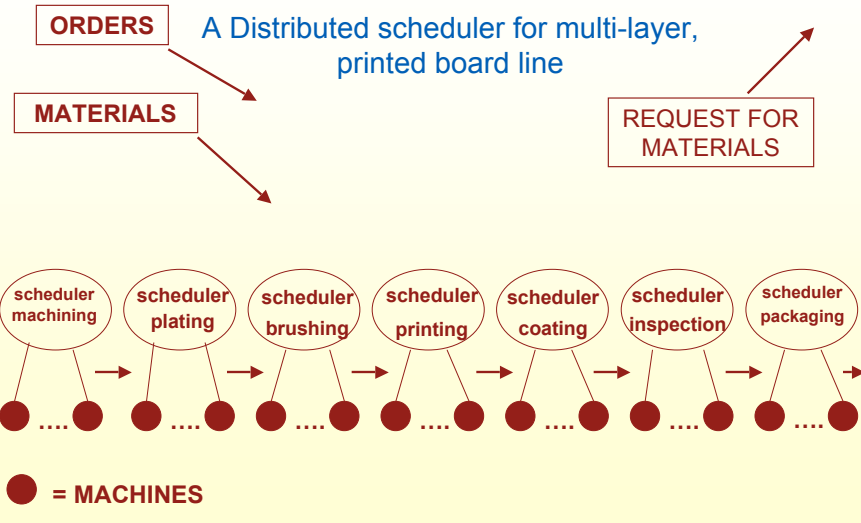 ORDERS
A Distributed scheduler for multi-layer,
printed board line
MATERIALS
REQUEST FOR
MATERIALS
scheduler
machining
scheduler
plating
scheduler
brushing
scheduler
printing
scheduler
coating
scheduler
inspection
scheduler
packaging
....
....
....
....
....
....
....
= MACHINES